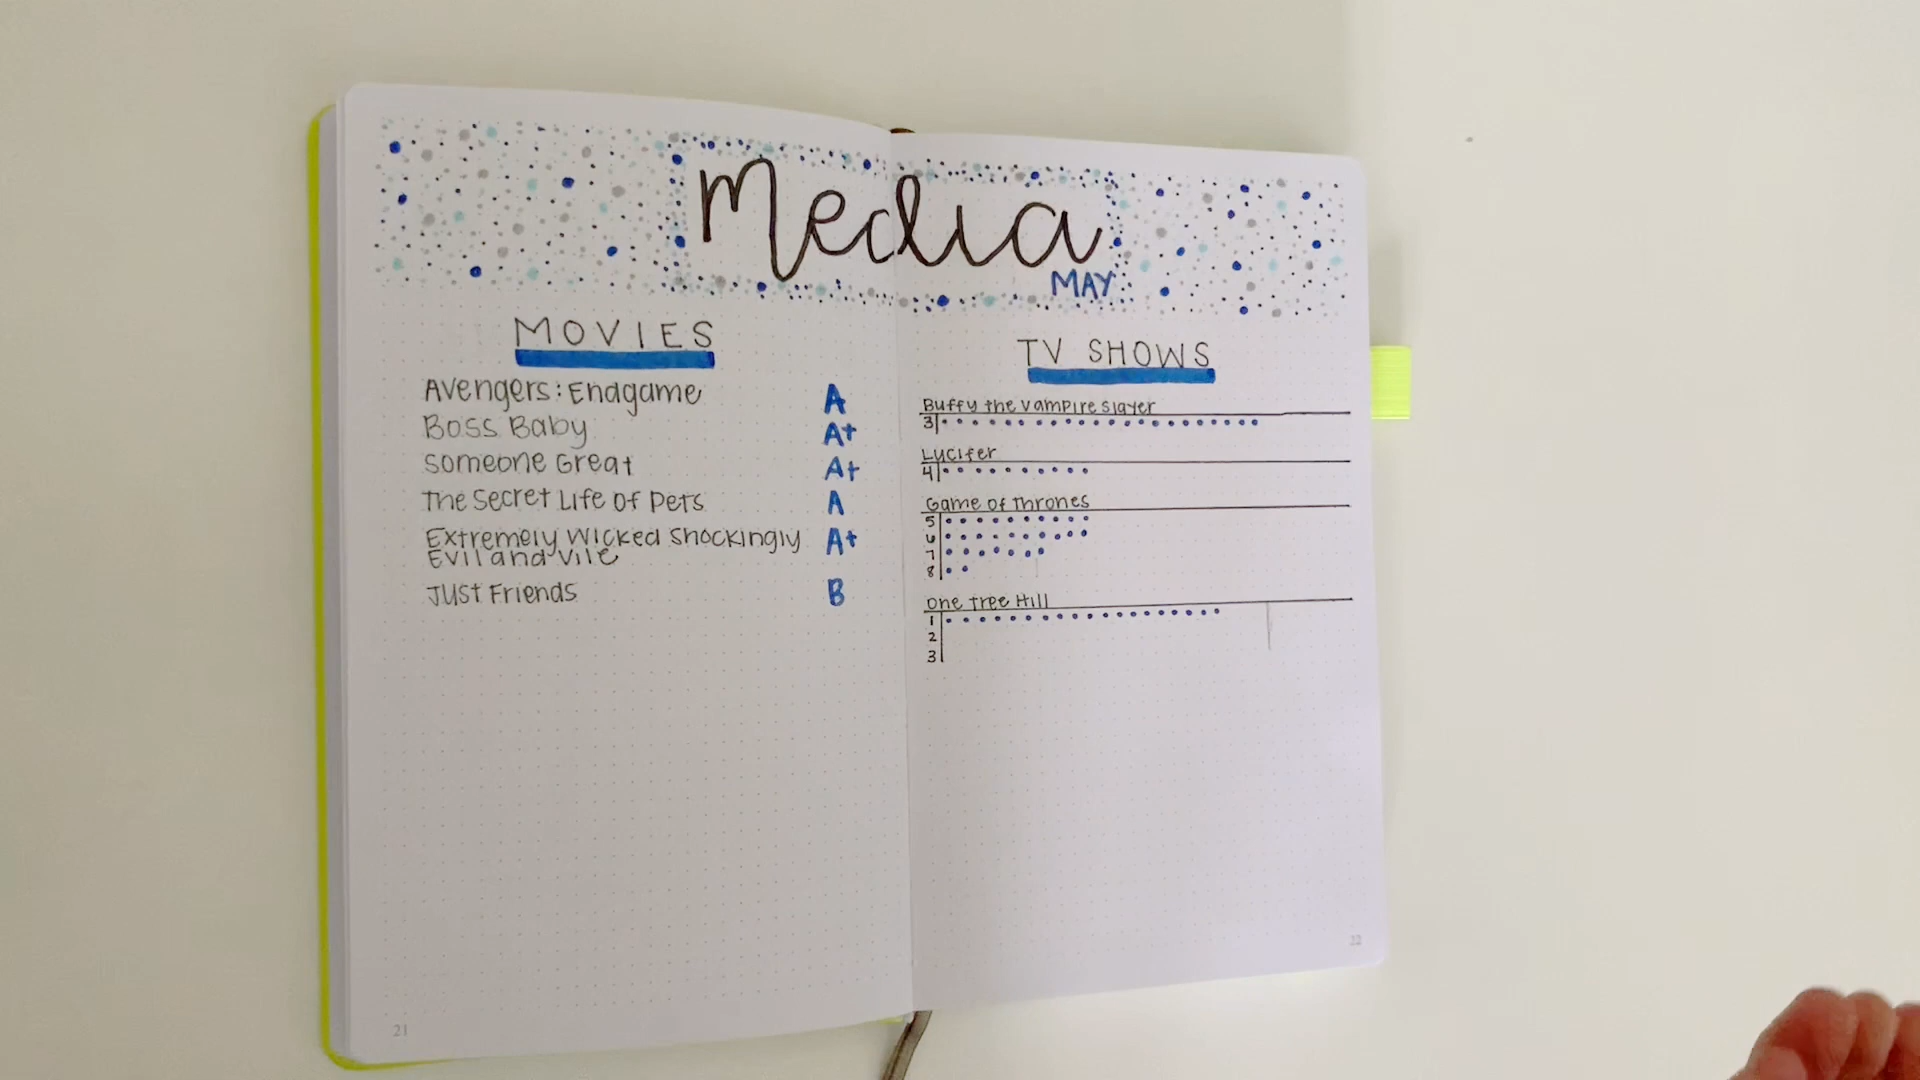 Media
MAY
MOVIES
Avengers: Endgame A
Boss Baby A+
Someone Great A+
The Secret Life of Pets A
Extremely Wicked Shockingly A+
Evil and Vile
Just Friends B
21
TV SHOWS
Buffy the Vampire Slayer
3
Lucifer
4
Game of Thrones
5
6
7
8
One Tree Hill
1
2
3
22